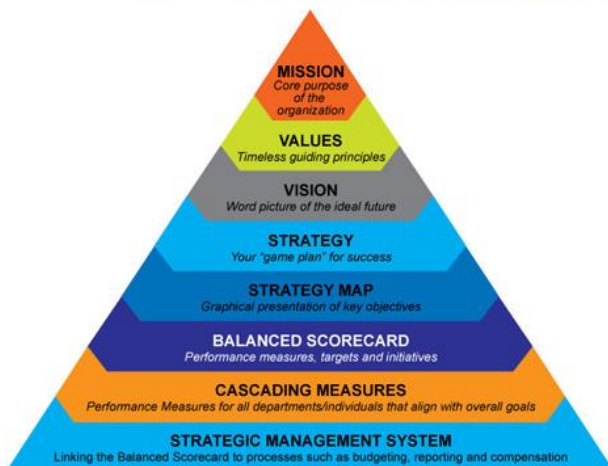 MISSION
Core purpose
of the
organization
VALUES
Timeless guiding principles
VISION
Word picture of the ideal future
STRATEGY
Your "game plan" for success
STRATEGY MAP
Graphical presentation of key objectives
BALANCED SCORECARD
Performance measures, targets and initiatives
CASCADING MEASURES
Performance Measures for all departments/individuals that align with overall goals
STRATEGIC MANAGEMENT SYSTEM
Linking the Balanced Scorecard to processes such as budgeting, reporting and compensation